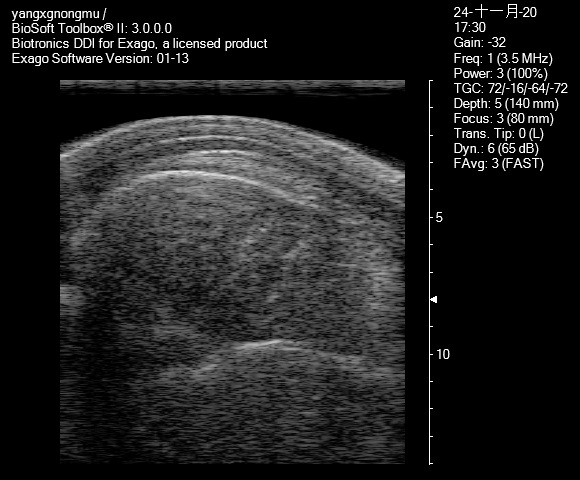 yangxgnongmu /
BioSoft Toolbox® II: 3.0.0.0
Biotronics DDI for Exago, a licensed product
Exago Software Version: 01-13
24-十一月-20
17:30
Gain: -32
Freq: 1 (3.5 MHz)
Power: 3 (100%)
TGC: 72/-16/-64/-72
Depth: 5 (140 mm)
Focus: 3 (80 mm)
Trans. Tip: 0 (L)
Dyn.: 6 (65 dB)
FAvg: 3 (FAST)
5
10